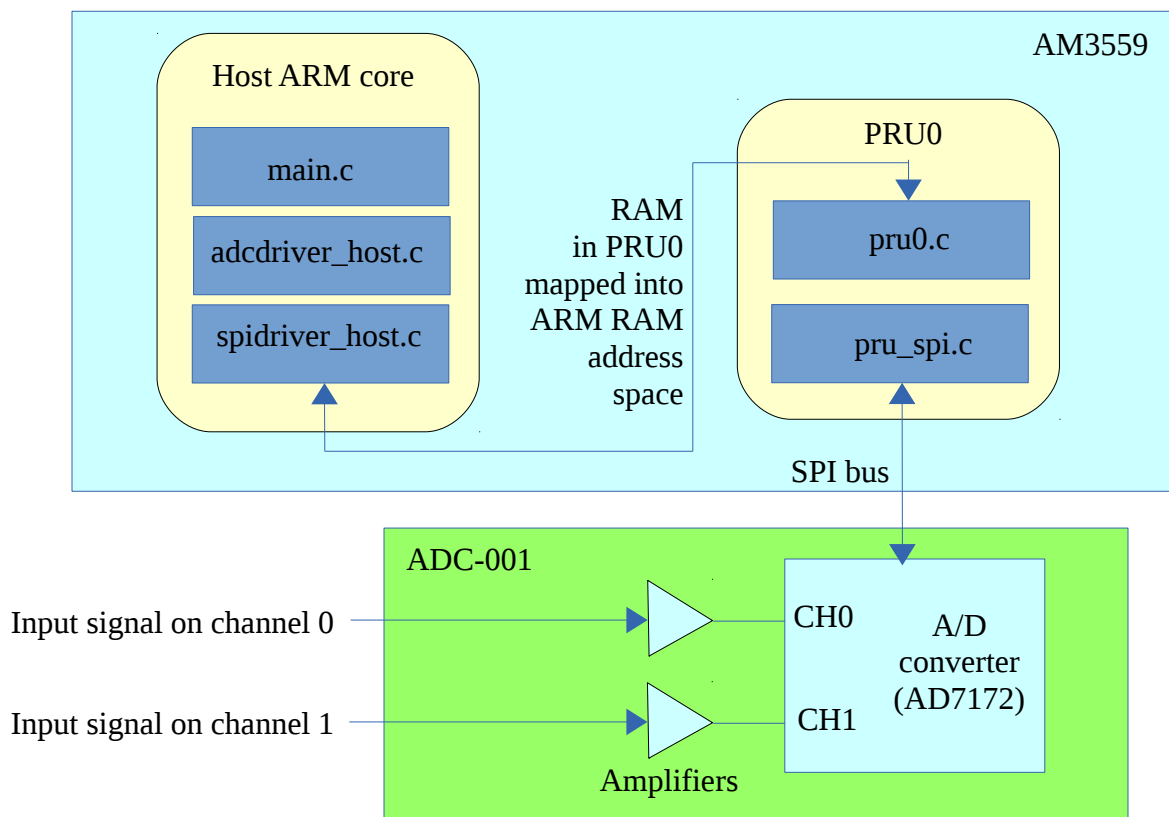 AM3559
Host ARM core
main.c
adcdriver_host.c
spidriver_host.c
RAM
in PRU0
mapped into
ARM RAM
address
space
PRU0
pru0.c
pru_spi.c
SPI bus
ADC-001
Input signal on channel 0
Input signal on channel 1
CH0
CH1
A/D
converter
(AD7172)
Amplifiers